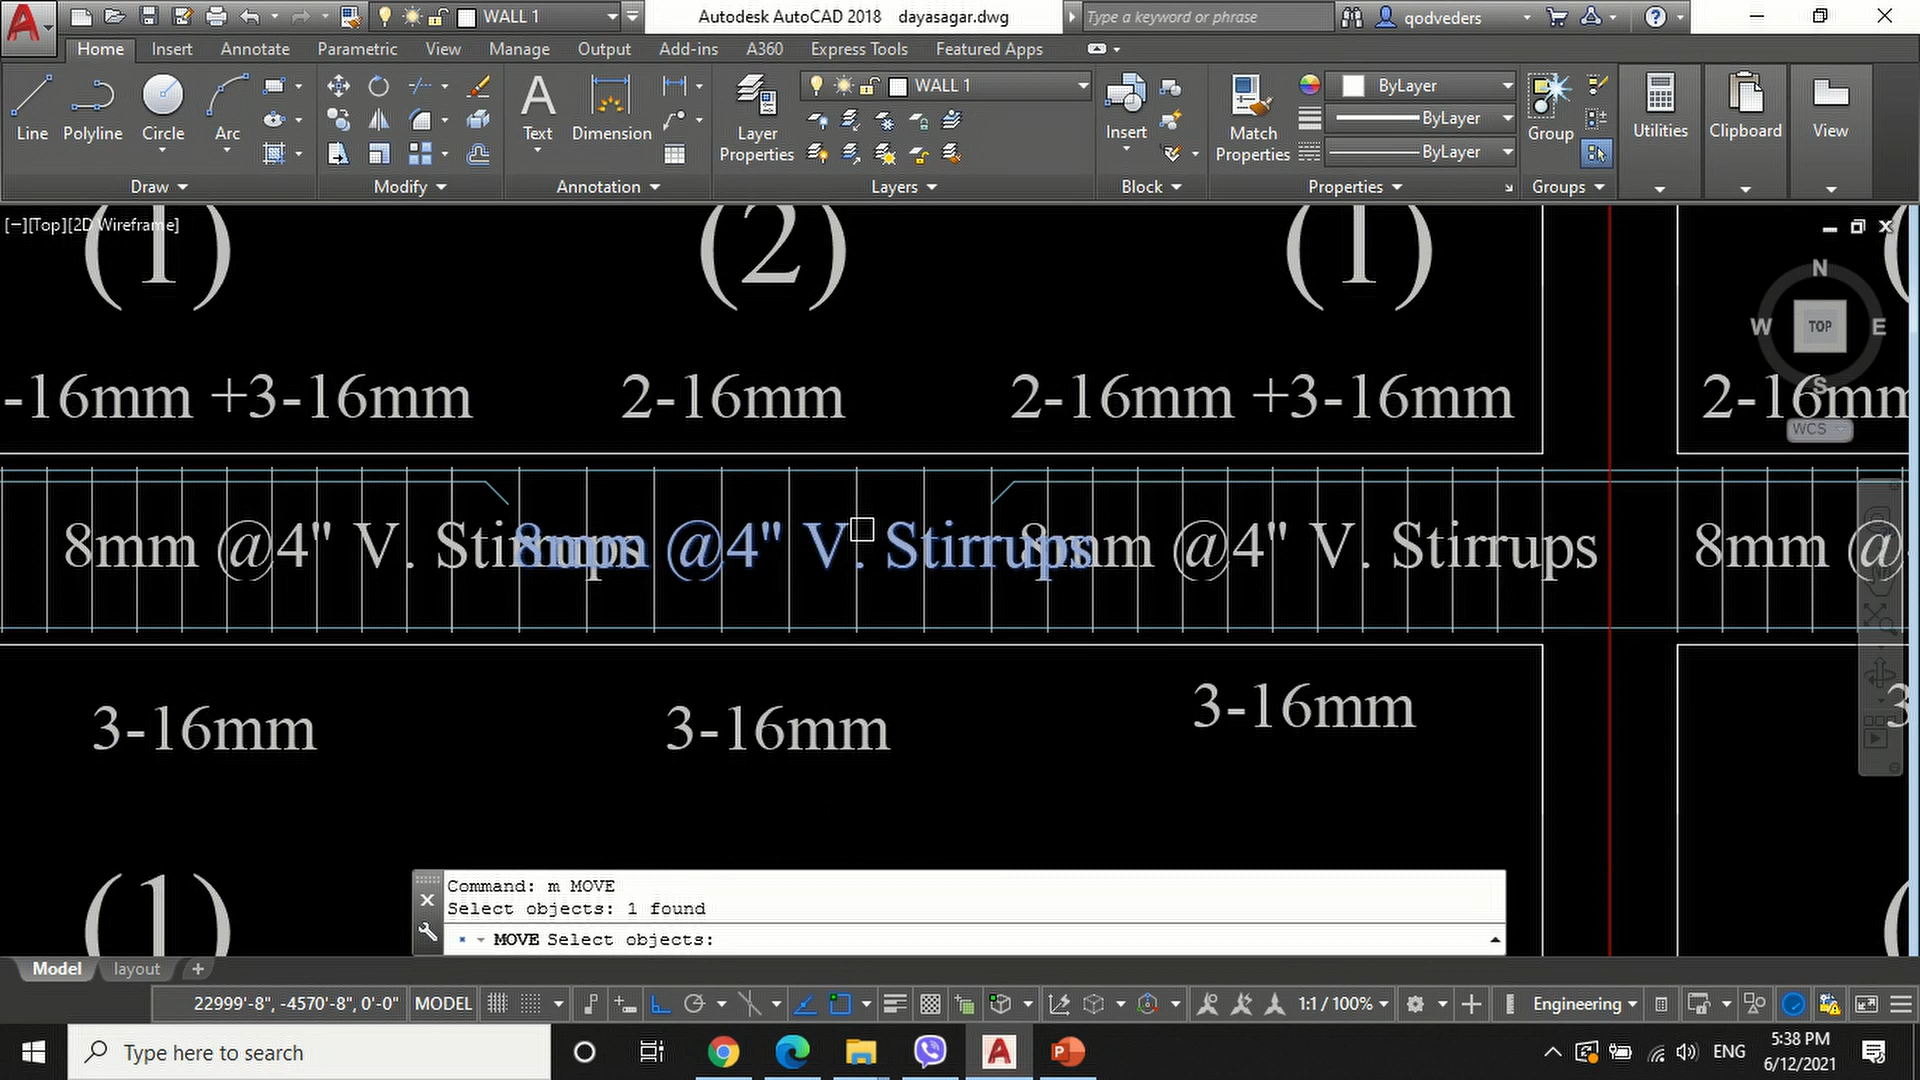 WALL 1
Autodesk AutoCAD 2018 dayasagar.dwg
Type a keyword or phrase
qodveders
Home Insert Annotate Parametric View Manage Output Add-ins A360 Express Tools Featured Apps
WALL 1
ByLayer
ByLayer
ByLayer
Line Polyline Circle Arc
Text Dimension
Layer Properties
Insert
Match Properties
Group
Utilities Clipboard View
Draw Modify Annotation Layers Block Properties Groups
[−][Top][2D Wireframe]
(1) (2) (1)
N
W TOP E
S
WCS
-16mm +3-16mm 2-16mm 2-16mm +3-16mm 2-16mm
8mm @4" V. Stirrups 8mm @4" V. Stirrups 8mm @4" V. Stirrups 8mm @
3-16mm 3-16mm 3-16mm 3
(1)
Command: m MOVE
Select objects: 1 found
MOVE Select objects:
Model layout +
22999'-8", -4570'-8", 0'-0" MODEL 1:1 / 100% Engineering
Type here to search
ENG
5:38 PM
6/12/2021